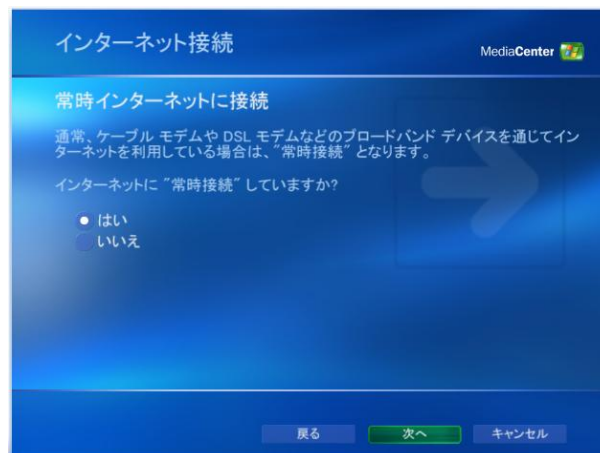 インターネット接続
MediaCenter
常時インターネットに接続
通常、ケーブル モデムや DSL モデムなどのブロードバンド デバイスを通じてイン
ターネットを利用している場合は、"常時接続" となります。
インターネットに "常時接続" していますか?
はい
いいえ
戻る 次へ キャンセル